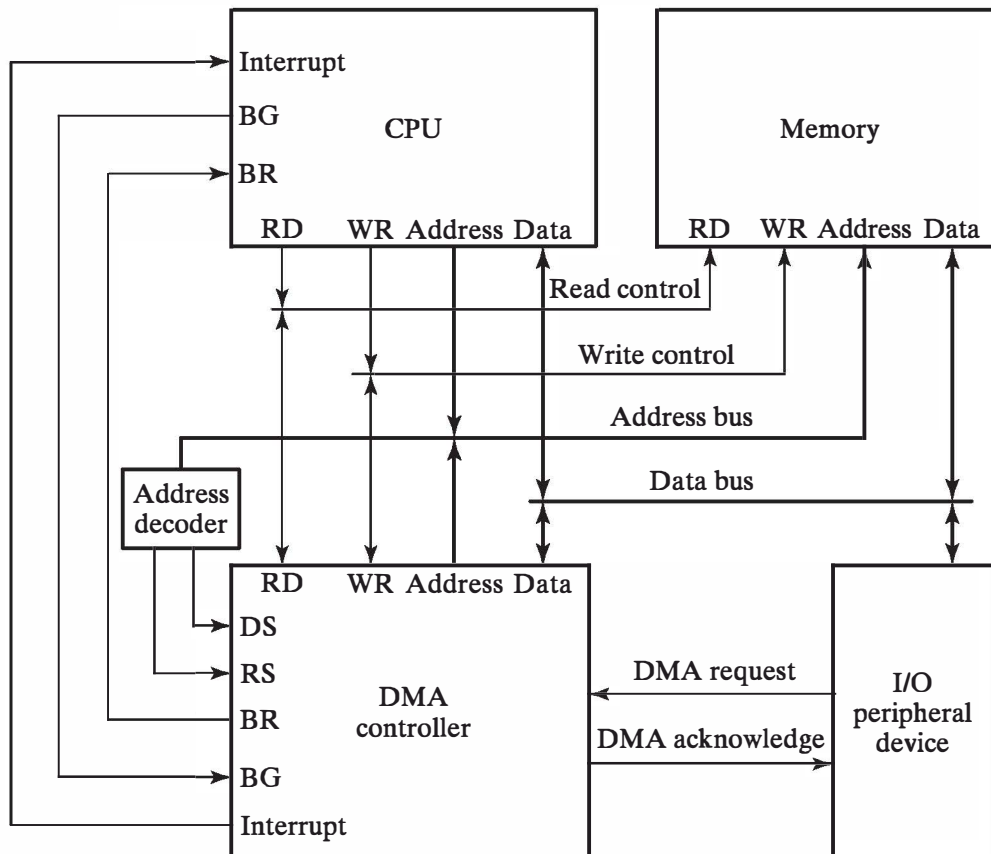 Interrupt
BG
CPU
Memory
BR
RD WR Address Data
RD WR Address Data
Read control
Write control
Address bus
Data bus
Address
decoder
RD WR Address Data
DS
RS
DMA
controller
BR
BG
Interrupt
DMA request
DMA acknowledge
I/O
peripheral
device